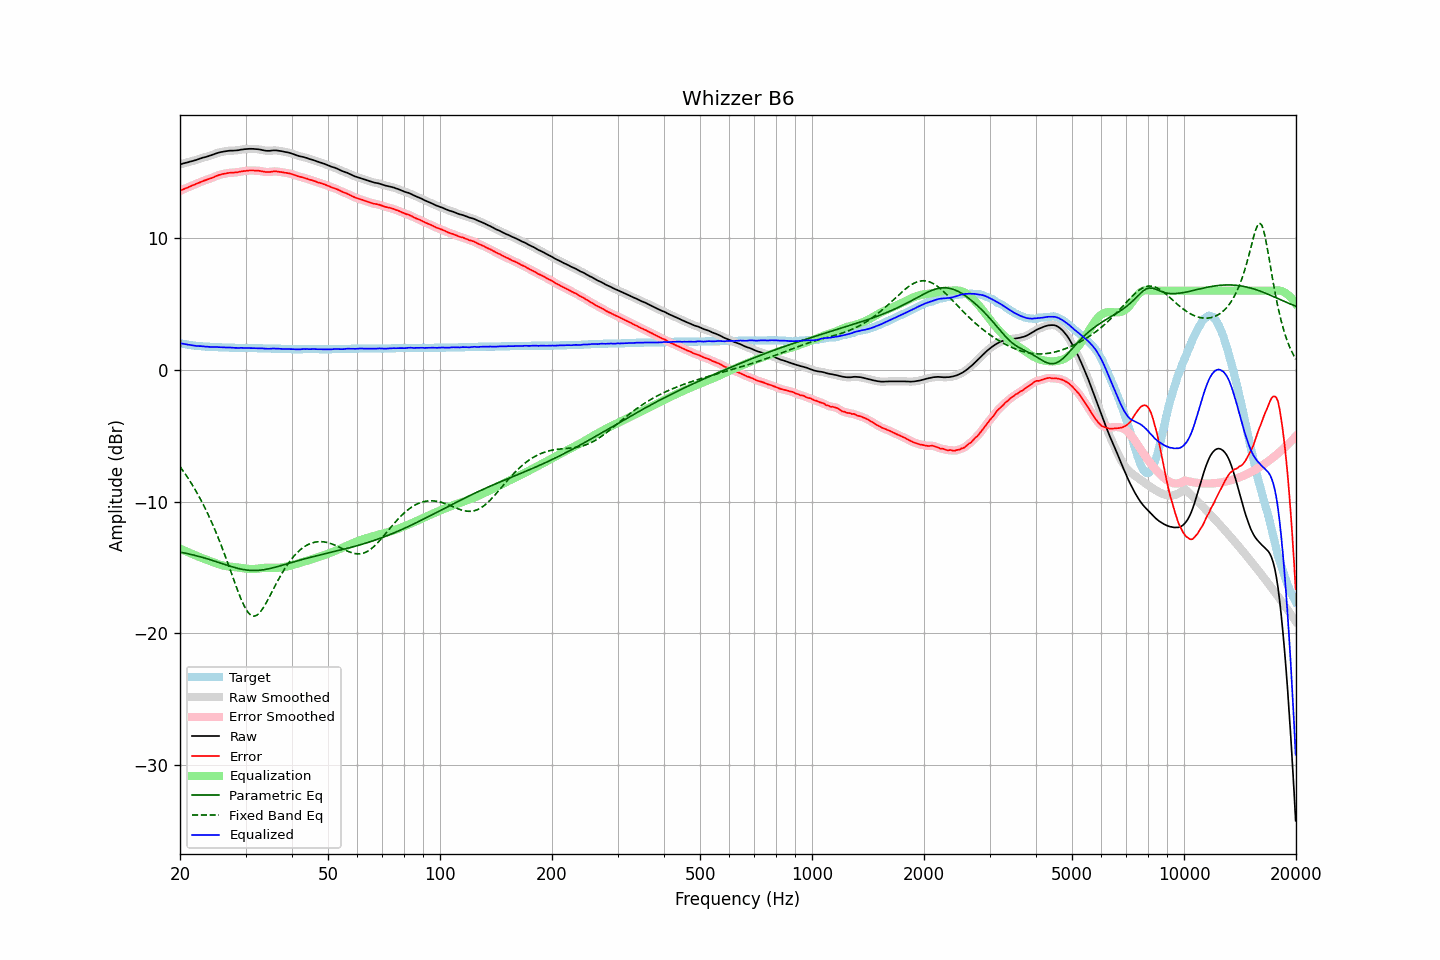 Whizzer B6
Amplitude (dBr)
10
0
−10
−20
−30
Target
Raw Smoothed
Error Smoothed
Raw
Error
Equalization
Parametric Eq
Fixed Band Eq
Equalized
20 50 100 200 500 1000 2000 5000 10000 20000
Frequency (Hz)